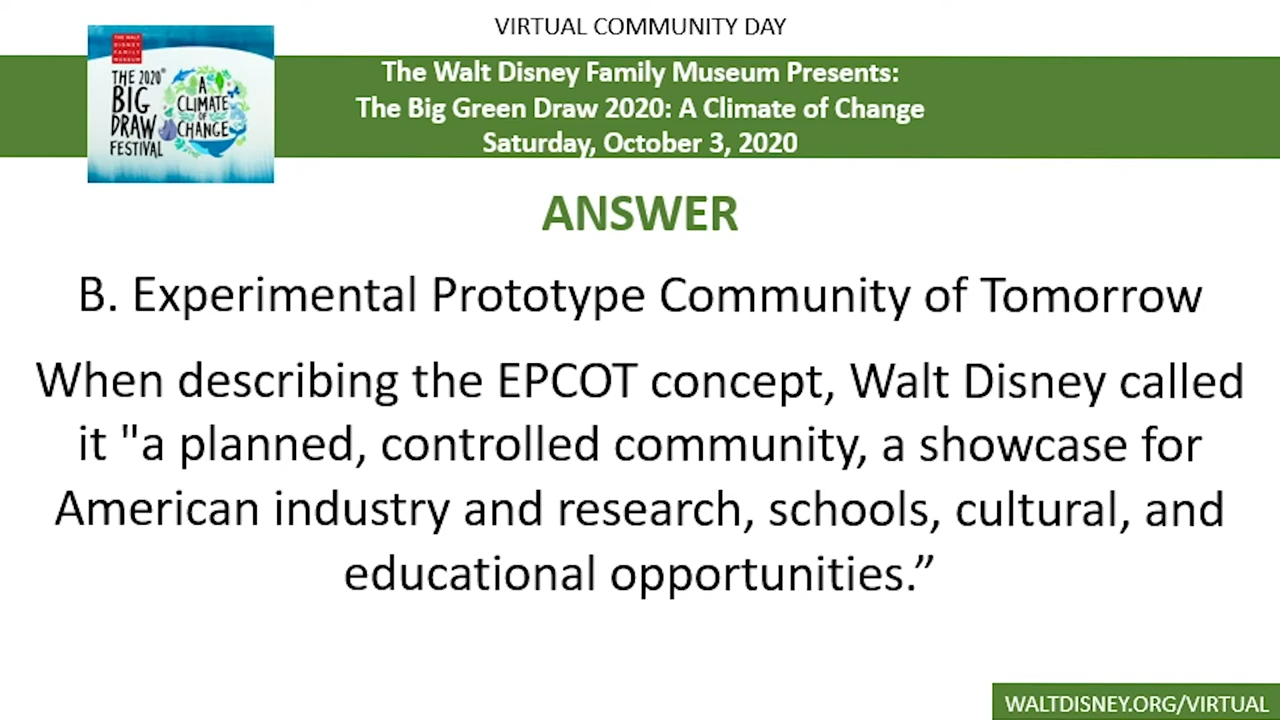 VIRTUAL COMMUNITY DAY
THE WALT
DISNEY
FAMILY
MUSEUM
THE 2020
BIG
DRAW
FESTIVAL
A
CLIMATE
OF
CHANGE
The Walt Disney Family Museum Presents:
The Big Green Draw 2020: A Climate of Change
Saturday, October 3, 2020
ANSWER
B. Experimental Prototype Community of Tomorrow
When describing the EPCOT concept, Walt Disney called
it "a planned, controlled community, a showcase for
American industry and research, schools, cultural, and
educational opportunities.”
WALTDISNEY.ORG/VIRTUAL